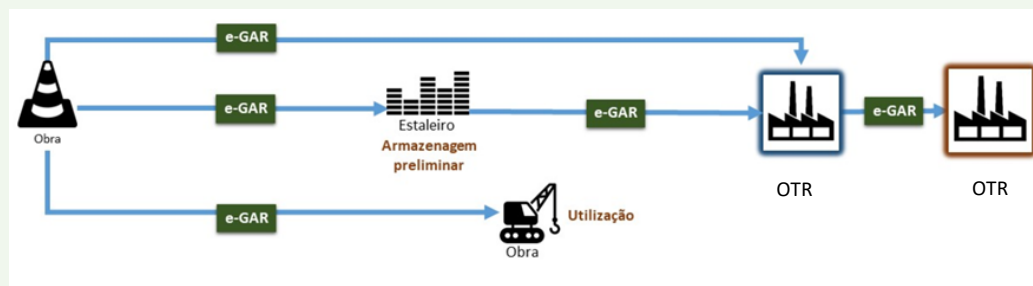 e-GAR
Obra
e-GAR
Estaleiro
Armazenagem
preliminar
e-GAR
e-GAR
OTR
OTR
e-GAR
Utilização
Obra